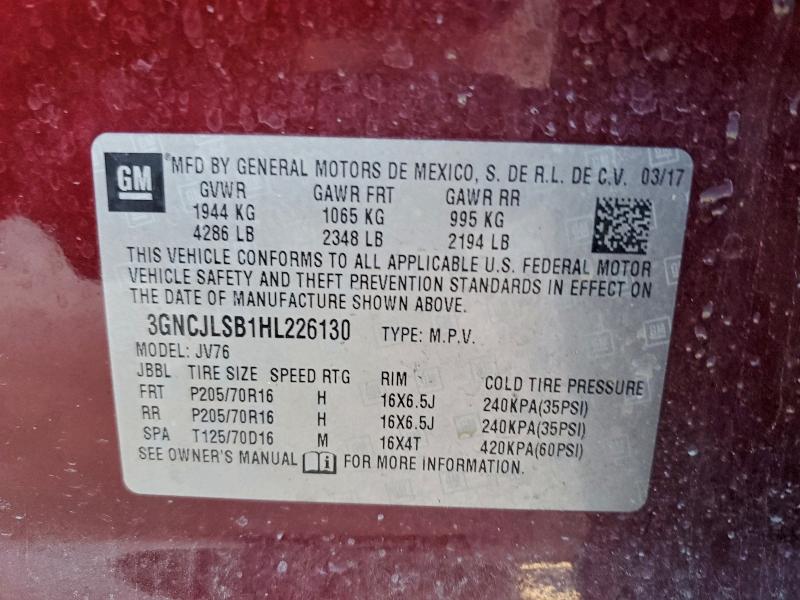 GM MFD BY GENERAL MOTORS DE MEXICO, S. DE R.L. DE C.V. 03/17
GVWR GAWR FRT GAWR RR
1944 KG 1065 KG 995 KG
4286 LB 2348 LB 2194 LB
THIS VEHICLE CONFORMS TO ALL APPLICABLE U.S. FEDERAL MOTOR
VEHICLE SAFETY AND THEFT PREVENTION STANDARDS IN EFFECT ON
THE DATE OF MANUFACTURE SHOWN ABOVE.
3GNCJLSB1HL226130 TYPE: M.P.V.
MODEL: JV76
JBBL TIRE SIZE SPEED RTG RIM COLD TIRE PRESSURE
FRT P205/70R16 H 16X6.5J 240KPA(35PSI)
RR P205/70R16 H 16X6.5J 240KPA(35PSI)
SPA T125/70D16 M 16X4T 420KPA(60PSI)
SEE OWNER'S MANUAL i FOR MORE INFORMATION.